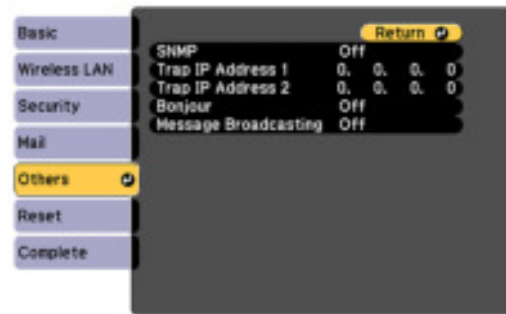 Basic
Wireless LAN
Security
Mail
Others
Reset
Complete
Return
SNMP Off
Trap IP Address 1 0. 0. 0. 0
Trap IP Address 2 0. 0. 0. 0
Bonjour Off
Message Broadcasting Off